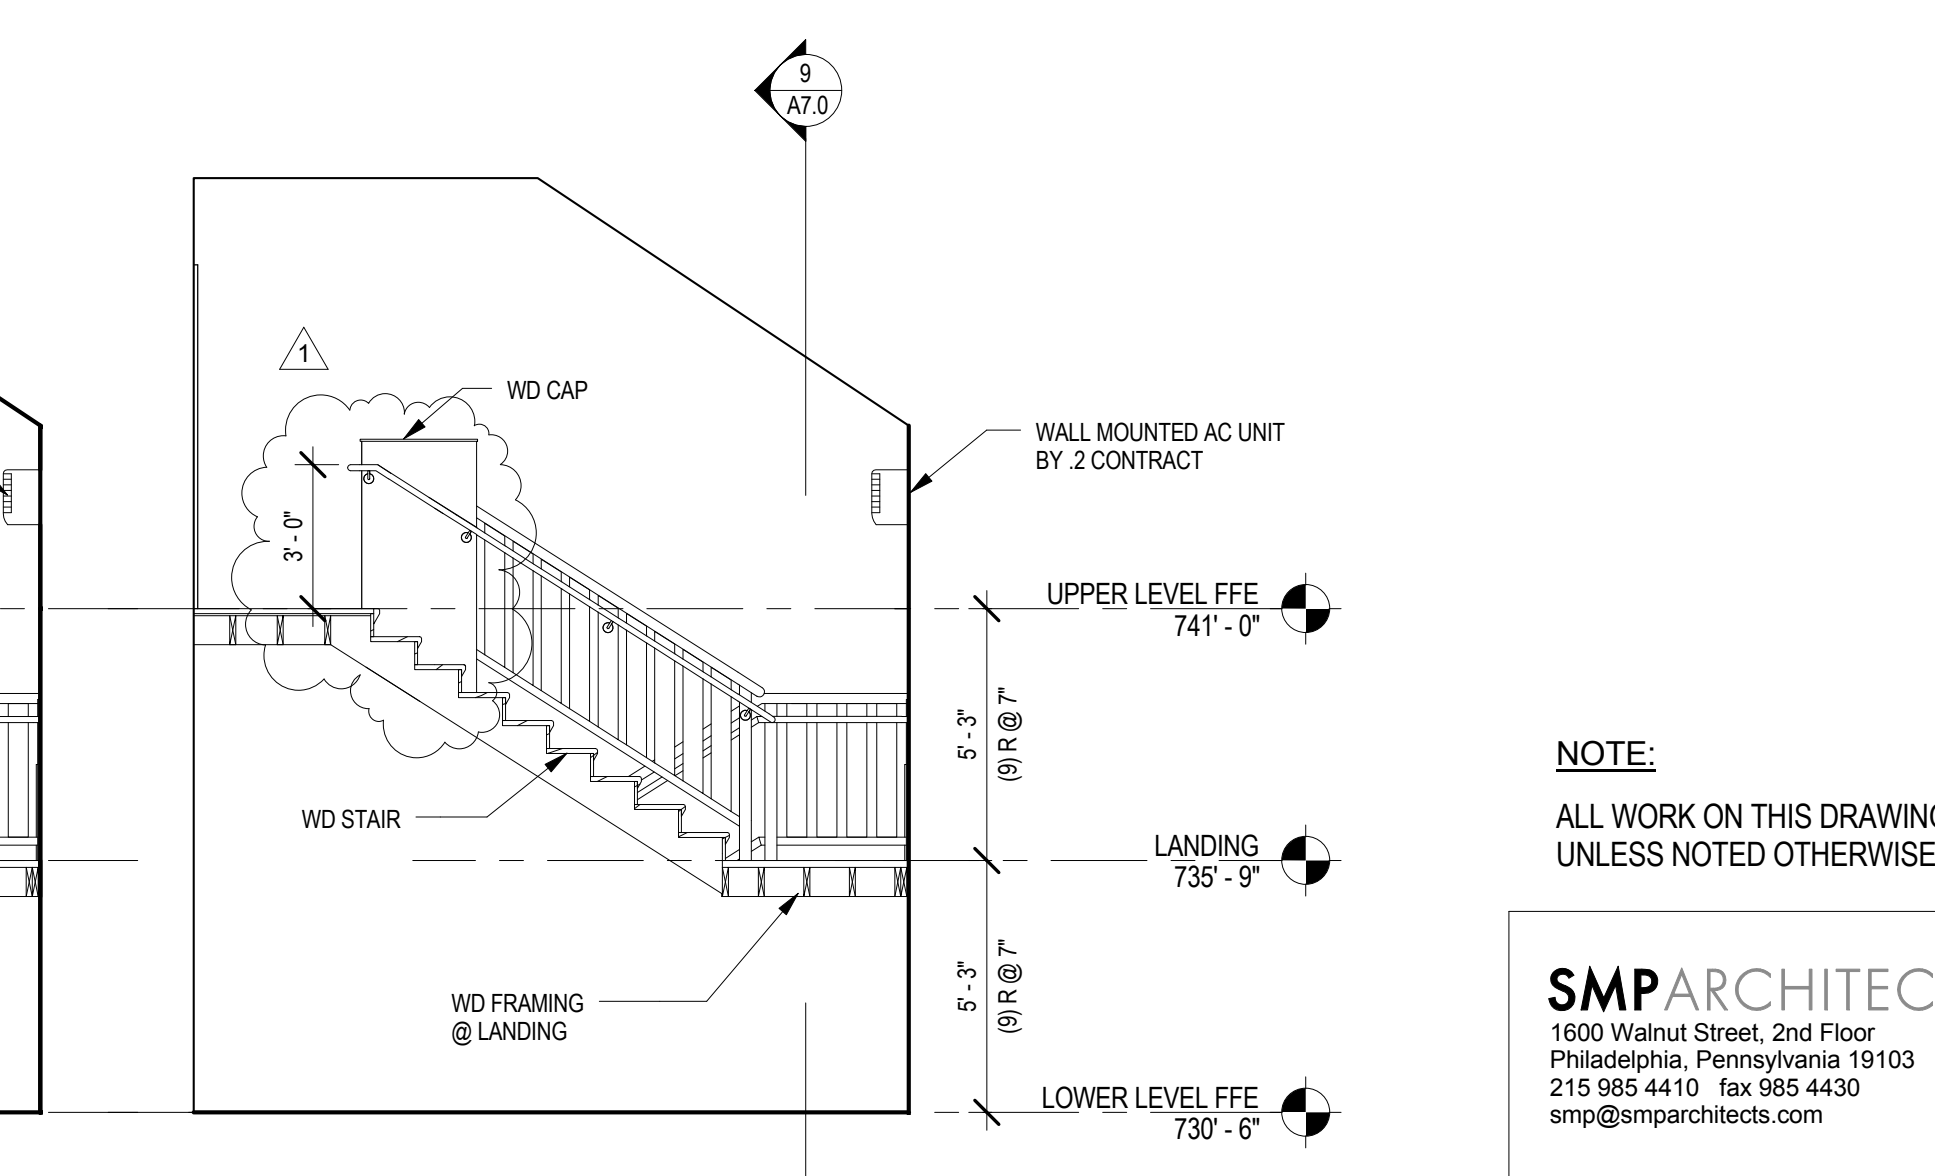 9
A7.0
1
WD CAP
WALL MOUNTED AC UNIT
BY .2 CONTRACT
3' - 0"
UPPER LEVEL FFE
741' - 0"
5' - 3"
(9) R @ 7"
NOTE:
ALL WORK ON THIS DRAWING
UNLESS NOTED OTHERWISE
WD STAIR
LANDING
735' - 9"
5' - 3"
(9) R @ 7"
WD FRAMING
@ LANDING
LOWER LEVEL FFE
730' - 6"
SMPARCHITEC
1600 Walnut Street, 2nd Floor
Philadelphia, Pennsylvania 19103
215 985 4410 fax 985 4430
smp@smparchitects.com